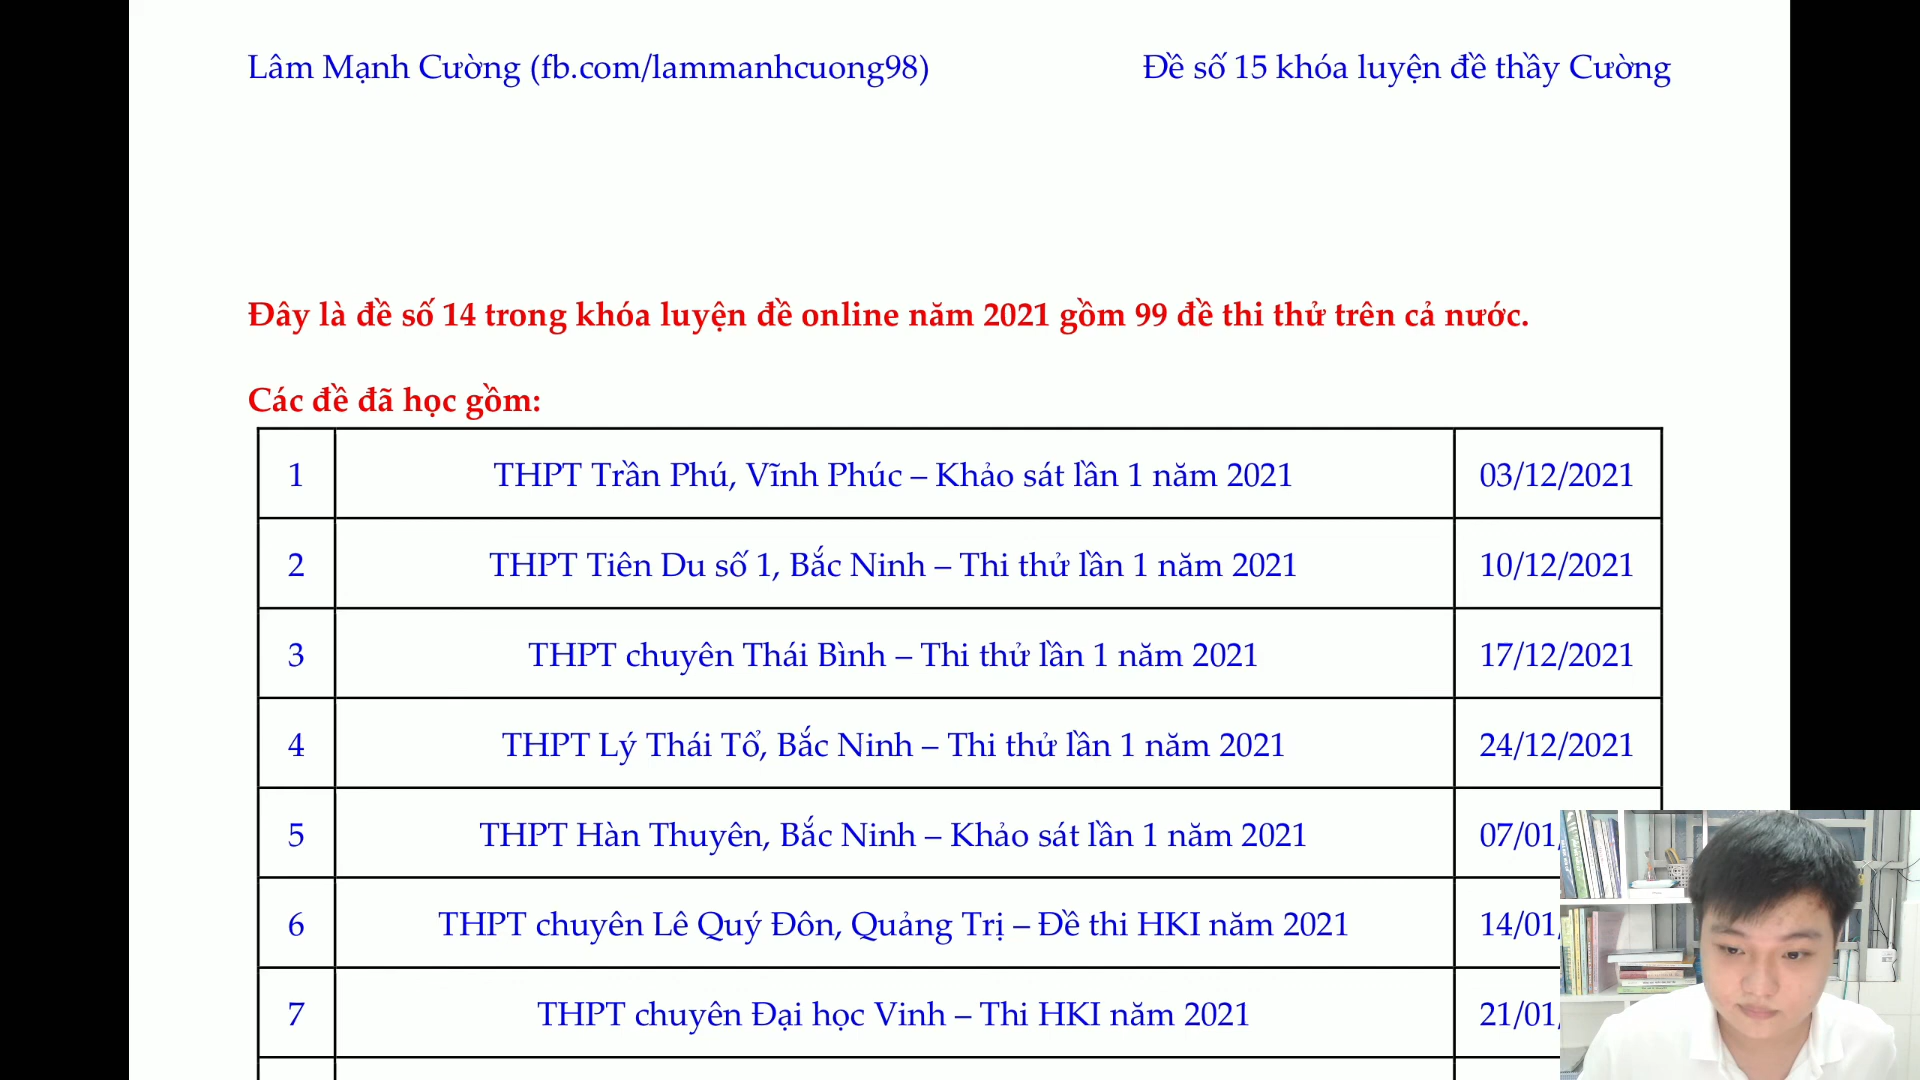 Lâm Mạnh Cường (fb.com/lammanhcuong98) Đề số 15 khóa luyện đề thầy Cường
Đây là đề số 14 trong khóa luyện đề online năm 2021 gồm 99 đề thi thử trên cả nước.
Các đề đã học gồm:
1 THPT Trần Phú, Vĩnh Phúc – Khảo sát lần 1 năm 2021 03/12/2021
2 THPT Tiên Du số 1, Bắc Ninh – Thi thử lần 1 năm 2021 10/12/2021
3 THPT chuyên Thái Bình – Thi thử lần 1 năm 2021 17/12/2021
4 THPT Lý Thái Tổ, Bắc Ninh – Thi thử lần 1 năm 2021 24/12/2021
5 THPT Hàn Thuyên, Bắc Ninh – Khảo sát lần 1 năm 2021 07/01/
6 THPT chuyên Lê Quý Đôn, Quảng Trị – Đề thi HKI năm 2021 14/01/
7 THPT chuyên Đại học Vinh – Thi HKI năm 2021 21/01/